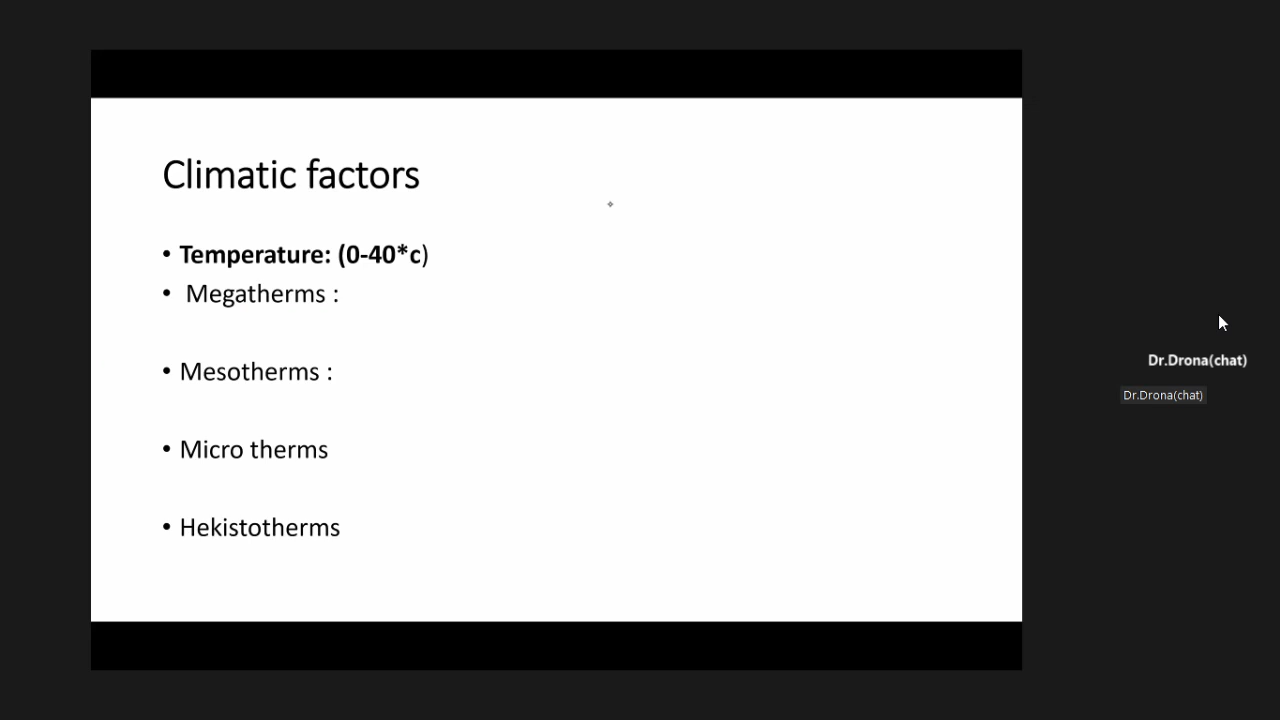 Climatic factors
• Temperature: (0-40*c)
• Megatherms :
• Mesotherms :
• Micro therms
• Hekistotherms
Dr.Drona(chat)
Dr.Drona(chat)